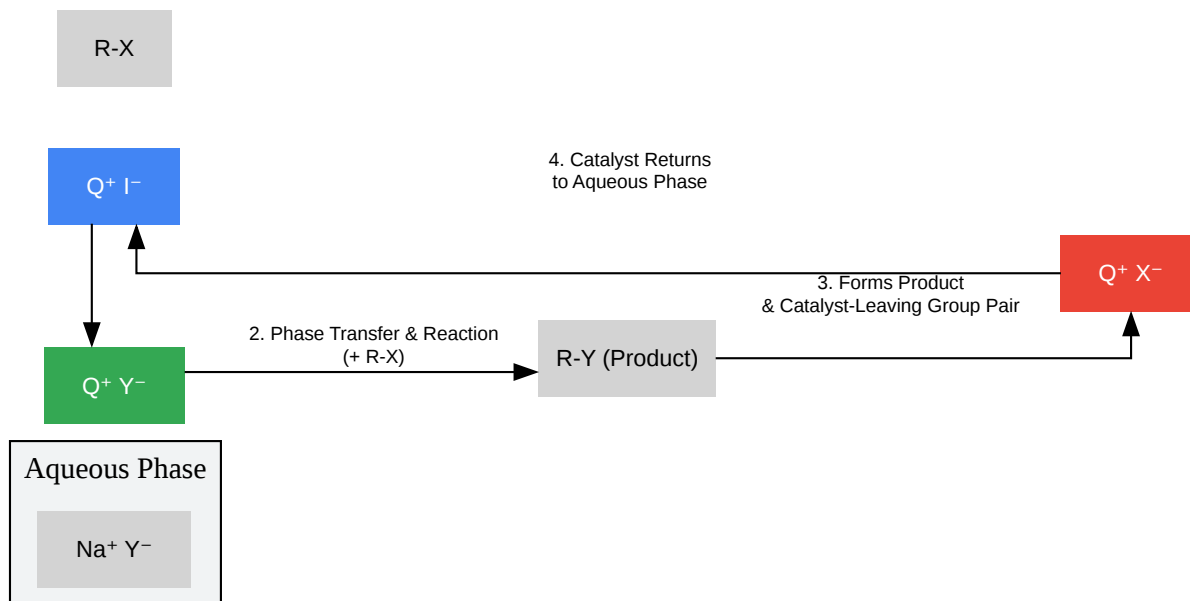 R-X
4. Catalyst Returns
to Aqueous Phase
Q⁺ I⁻
Q⁺ X⁻
3. Forms Product
& Catalyst-Leaving Group Pair
2. Phase Transfer & Reaction
(+ R-X)
R-Y (Product)
Q⁺ Y⁻
Aqueous Phase
Na⁺ Y⁻